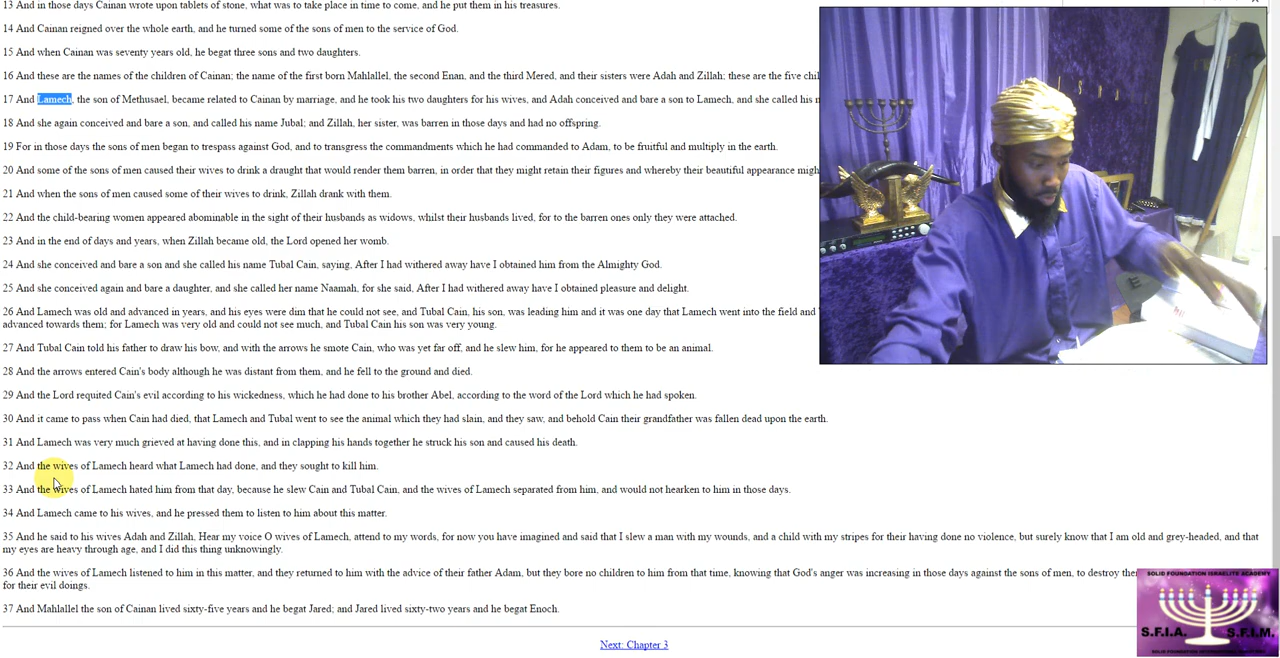 13 And in those days Cainan wrote upon tablets of stone, what was to take place in time to come, and he put them in his treasures.
14 And Cainan reigned over the whole earth, and he turned some of the sons of men to the service of God.
15 And when Cainan was seventy years old, he begat three sons and two daughters.
16 And these are the names of the children of Cainan; the name of the first born Mahlallel, the second Enan, and the third Mered, and their sisters were Adah and Zillah; these are the five
17 And Lamech, the son of Methusael, became related to Cainan by marriage, and he took his two daughters for his wives, and Adah conceived and bare a son to Lamech, and she called his
18 And she again conceived and bare a son, and called his name Jubal; and Zillah, her sister, was barren in those days and had no offspring.
19 For in those days the sons of men began to trespass against God, and to transgress the commandments which he had commanded to Adam, to be fruitful and multiply in the earth.
20 And some of the sons of men caused their wives to drink a draught that would render them barren, in order that they might retain their figures and whereby their beautiful appearance
21 And when the sons of men caused some of their wives to drink, Zillah drank with them.
22 And the child-bearing women appeared abominable in the sight of their husbands as widows, whilst their husbands lived, for to the barren ones only they were attached.
23 And in the end of days and years, when Zillah became old, the Lord opened her womb.
24 And she conceived and bare a son and she called his name Tubal Cain, saying, After I had withered away have I obtained him from the Almighty God.
25 And she conceived again and bare a daughter, and she called her name Naamah, for she said, After I had withered away have I obtained pleasure and delight.
26 And Lamech was old and advanced in years, and his eyes were dim that he could not see, and Tubal Cain, his son, was leading him and it was one day that Lamech went into the field and
advanced towards them; for Lamech was very old and could not see much, and Tubal Cain his son was very young.
27 And Tubal Cain told his father to draw his bow, and with the arrows he smote Cain, who was yet far off, and he slew him, for he appeared to them to be an animal.
28 And the arrows entered Cain's body although he was distant from them, and he fell to the ground and died.
29 And the Lord requited Cain's evil according to his wickedness, which he had done to his brother Abel, according to the word of the Lord which he had spoken.
30 And it came to pass when Cain had died, that Lamech and Tubal went to see the animal which they had slain, and they saw, and behold Cain their grandfather was fallen dead upon the earth.
31 And Lamech was very much grieved at having done this, and in clapping his hands together he struck his son and caused his death.
32 And the wives of Lamech heard what Lamech had done, and they sought to kill him.
33 And the wives of Lamech hated him from that day, because he slew Cain and Tubal Cain, and the wives of Lamech separated from him, and would not hearken to him in those days.
34 And Lamech came to his wives, and he pressed them to listen to him about this matter.
35 And he said to his wives Adah and Zillah, Hear my voice O wives of Lamech, attend to my words, for now you have imagined and said that I slew a man with my wounds, and a child with my stripes for their having done no violence, but surely know that I am old and grey-headed, and that
my eyes are heavy through age, and I did this thing unknowingly.
36 And the wives of Lamech listened to him in this matter, and they returned to him with the advice of their father Adam, but they bore no children to him from that time, knowing that God's anger was increasing in those days against the sons of men, to destroy
for their evil doings.
37 And Mahlallel the son of Cainan lived sixty-five years and he begat Jared; and Jared lived sixty-two years and he begat Enoch.
Next: Chapter 3
SOLID FOUNDATION ISRAELITE ACADEMY
S.F.I.A. S.F.I.M.